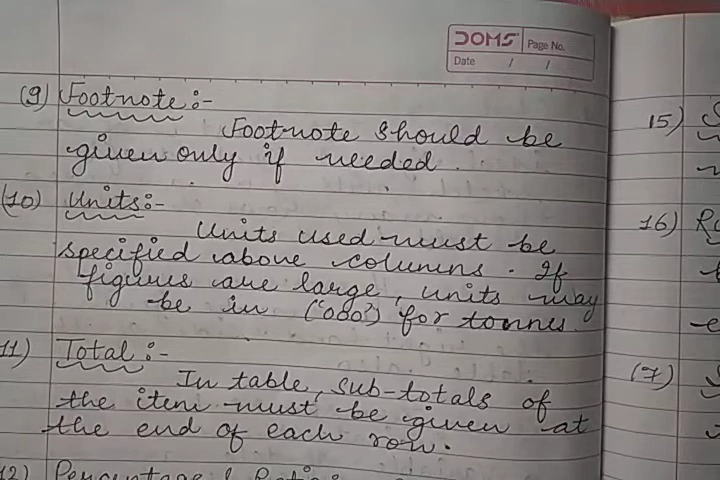 DOMS Page No.
Date / /
(9) Footnote :-
Footnote should be
given only if needed.
(10) Units:-
Units used must be
specified above columns. If
figures are large, units may
be in ('000') for tonnes
11) Total :-
In table, sub-totals of
the item must be given at
the end of each row.
12) Percentage &
15)
16)
(7)